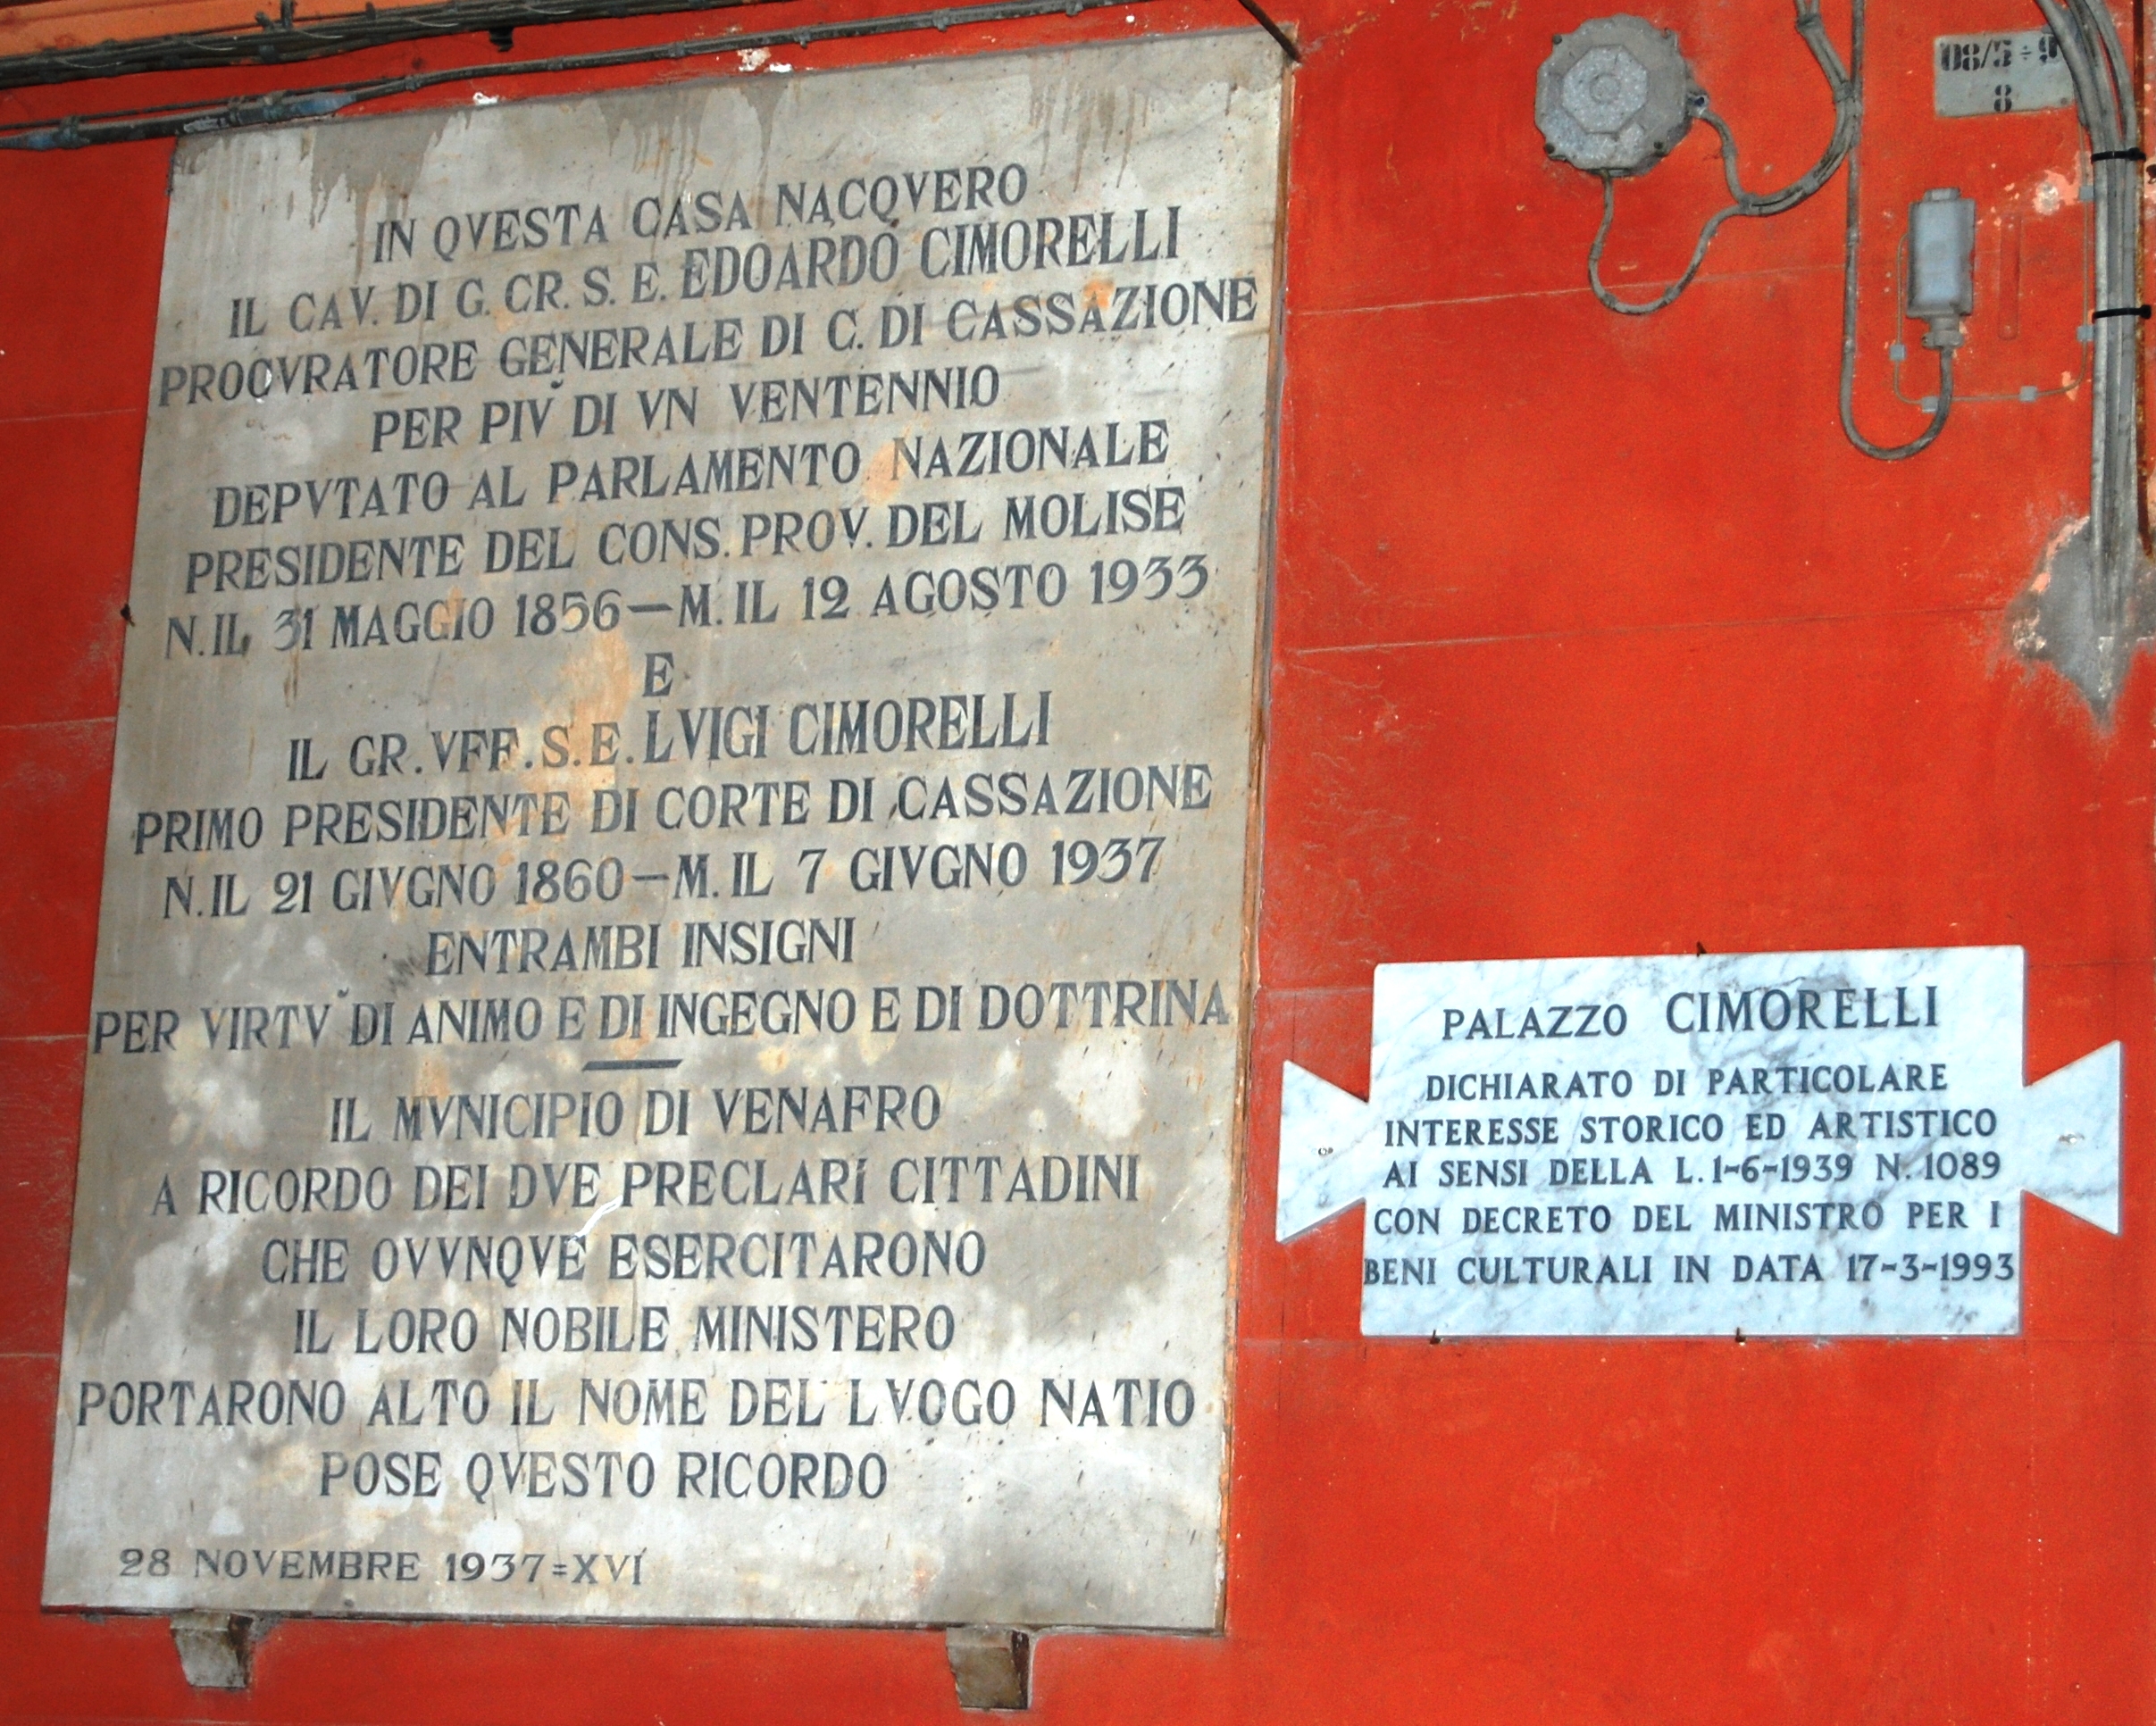 IN QVESTA CASA NACQVERO
IL CAV. DI G. CR. S. E. EDOARDO CIMORELLI
PROCVRATORE GENERALE DI C. DI CASSAZIONE
PER PIV̀ DI VN VENTENNIO
DEPVTATO AL PARLAMENTO NAZIONALE
PRESIDENTE DEL CONS. PROV. DEL MOLISE
N. IL 31 MAGGIO 1856 — M. IL 12 AGOSTO 1933
E
IL GR. VFF. S. E. LVIGI CIMORELLI
PRIMO PRESIDENTE DI CORTE DI CASSAZIONE
N. IL 21 GIVGNO 1860 — M. IL 7 GIVGNO 1937
ENTRAMBI INSIGNI
PER VIRTV̀ DI ANIMO E DI INGEGNO E DI DOTTRINA
IL MVNICIPIO DI VENAFRO
A RICORDO DEI DVE PRECLARI CITTADINI
CHE OVVNQVE ESERCITARONO
IL LORO NOBILE MINISTERO
PORTARONO ALTO IL NOME DEL LVOGO NATIO
POSE QVESTO RICORDO
28 NOVEMBRE 1937=XVI
08/5÷9
8
PALAZZO CIMORELLI
DICHIARATO DI PARTICOLARE
INTERESSE STORICO ED ARTISTICO
AI SENSI DELLA L. 1-6-1939 N. 1089
CON DECRETO DEL MINISTRO PER I
BENI CULTURALI IN DATA 17-3-1993